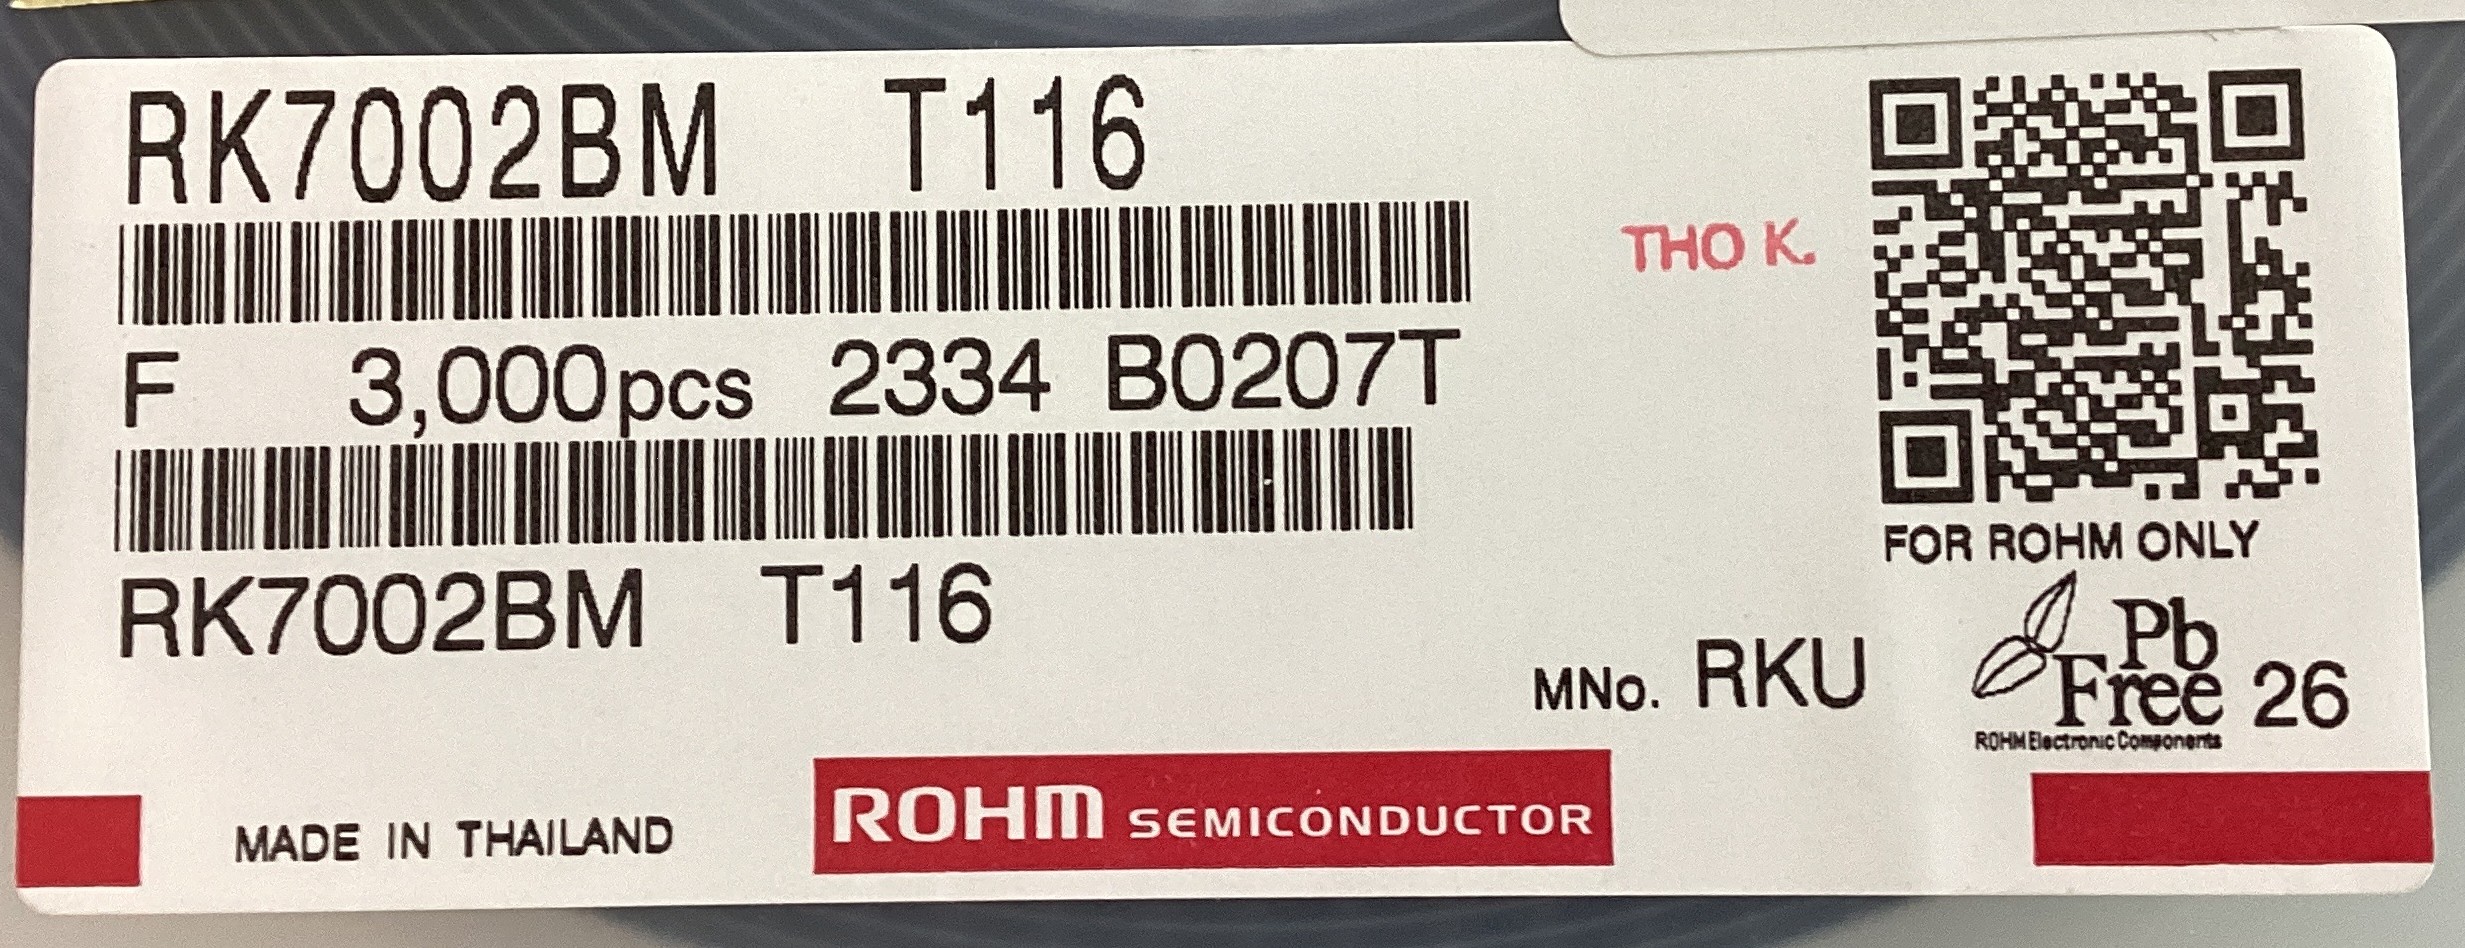 RK7002BM T116
THO K.
F 3,000pcs 2334 B0207T
RK7002BM T116
FOR ROHM ONLY
MNo. RKU
Pb
Free 26
ROHM Electronic Components
MADE IN THAILAND
ROHM SEMICONDUCTOR